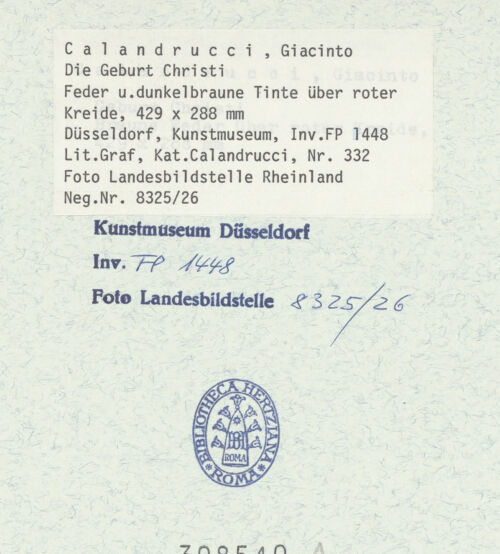 C a l a n d r u c c i , Giacinto
Die Geburt Christi
Feder u.dunkelbraune Tinte über roter
Kreide, 429 x 288 mm
Düsseldorf, Kunstmuseum, Inv.FP 1448
Lit.Graf, Kat.Calandrucci, Nr. 332
Foto Landesbildstelle Rheinland
Neg.Nr. 8325/26
Kunstmuseum Düsseldorf
Inv. FP 1448
Foto Landesbildstelle 8325/26
BIBLIOTHECA HERTZIANA
ROMA
ROMA